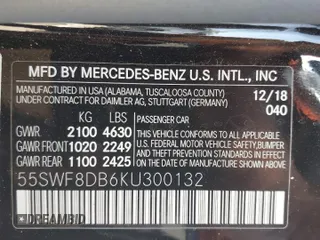 MFD BY MERCEDES-BENZ U.S. INTL., INC
MANUFACTURED IN USA (ALABAMA, TUSCALOOSA COUNTY)
UNDER CONTRACT FOR DAIMLER AG, STUTTGART (GERMANY)
12/18
040
KG LBS
GVWR 2100 4630
GAWR FRONT 1020 2249
GAWR REAR 1100 2425
PASSENGER CAR
THIS VEHICLE CONFORMS TO ALL APPLICABLE
U.S. FEDERAL MOTOR VEHICLE SAFETY, BUMPER
AND THEFT PREVENTION STANDARDS IN EFFECT ON
THE DATE OF MANUFACTURE SHOWN ABOVE.
55SWF8DB6KU300132
DREAMBID